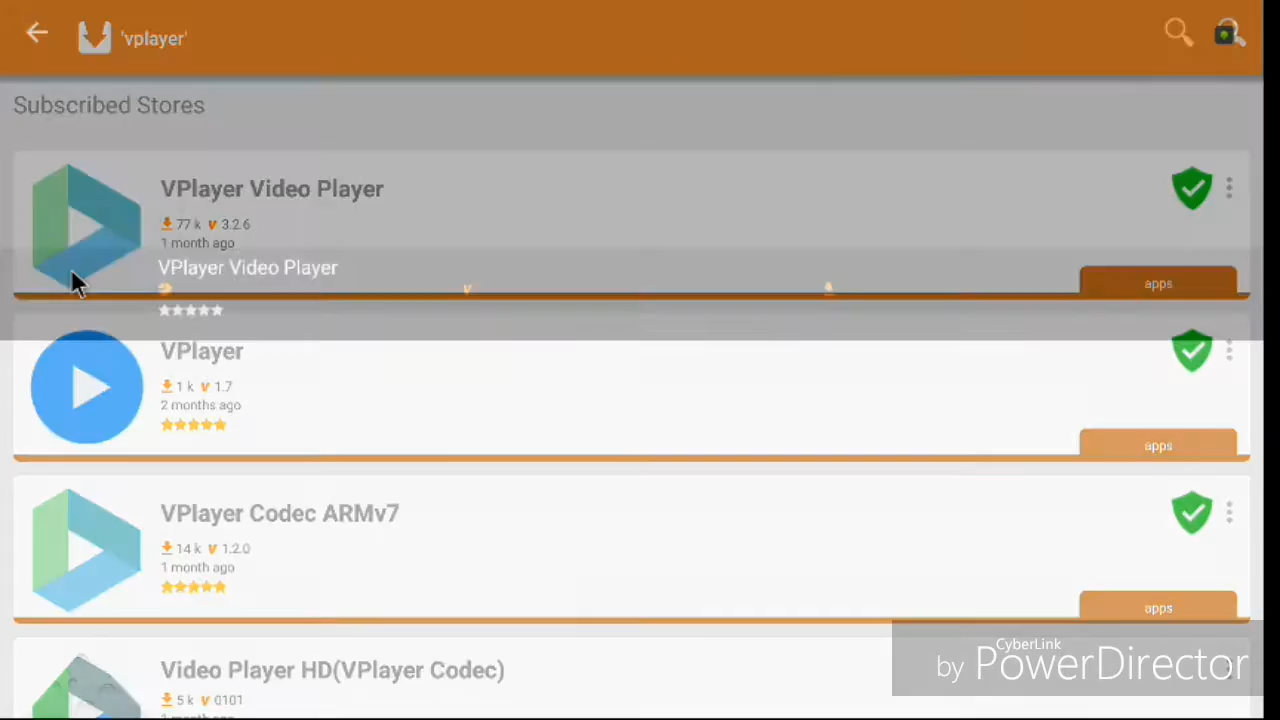 'vplayer'
Subscribed Stores
VPlayer Video Player
77 k v 3.2.6
1 month ago
VPlayer Video Player
v
apps
VPlayer
1 k v 1.7
2 months ago
apps
VPlayer Codec ARMv7
14 k v 1.2.0
1 month ago
apps
Video Player HD(VPlayer Codec)
5 k v 0101
CyberLink
by PowerDirector